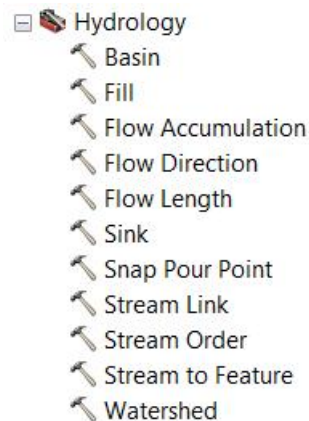 Hydrology
Basin
Fill
Flow Accumulation
Flow Direction
Flow Length
Sink
Snap Pour Point
Stream Link
Stream Order
Stream to Feature
Watershed